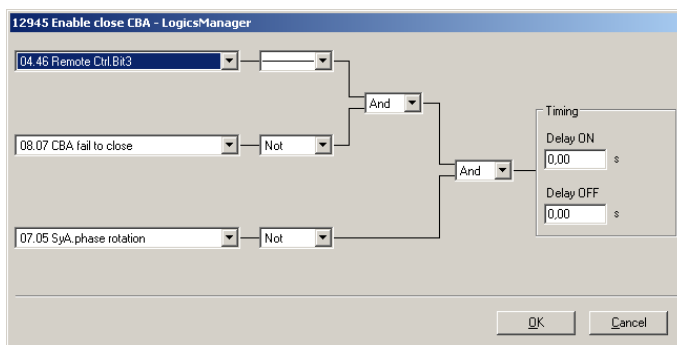 12945 Enable close CBA - LogicsManager
04.46 Remote Ctrl.Bit3
And
Timing
Delay ON
08.07 CBA fail to close
Not
0,00 s
And
Delay OFF
0,00 s
07.05 SyA.phase rotation
Not
OK
Cancel